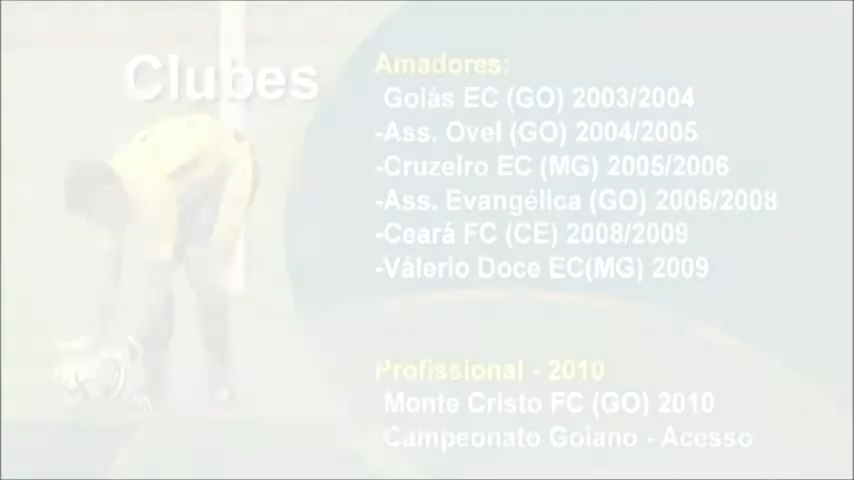 Clubes
Amadores:
Goiás EC (GO) 2003/2004
-Ass. Ovel (GO) 2004/2005
-Cruzeiro EC (MG) 2005/2006
-Ass. Evangélica (GO) 2006/2008
-Ceará FC (CE) 2008/2009
-Válerio Doce EC(MG) 2009
Profissional - 2010
Monte Cristo FC (GO) 2010
Campeonato Goiano - Acesso